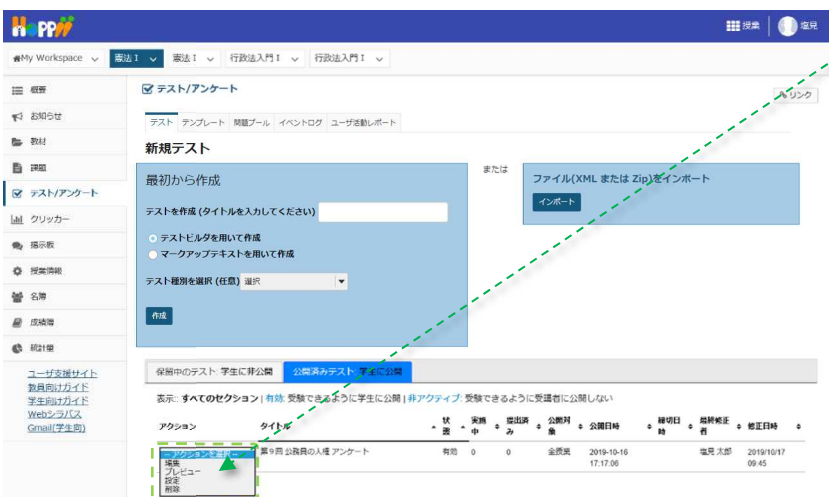 HoPPii
授業
塩見
My Workspace
憲法 I
憲法 I
行政法入門 I
行政法入門 I
概要
お知らせ
教材
課題
テスト/アンケート
クリッカー
掲示板
授業情報
名簿
成績簿
統計量
ユーザ支援サイト
教員向けガイド
学生向けガイド
Webシラバス
Gmail(学生向)
テスト/アンケート
リンク
テスト テンプレート 問題プール イベントログ ユーザ活動レポート
新規テスト
最初から作成
テストを作成 (タイトルを入力してください)
テストビルダを用いて作成
マークアップテキストを用いて作成
テスト種別を選択 (任意) 選択
作成
または
ファイル(XML または Zip)をインポート
インポート
保留中のテスト: 学生に非公開
公開済みテスト: 学生に公開
表示:: すべてのセクション | 有効: 受験できるように学生に公開 | 非アクティブ: 受験できるように受講者に公開しない
アクション タイトル 状態 実施中 提出済み 公開対象 公開日時 締切日時 最終修正者 修正日時
-- アクションを選択 --
編集
プレビュー
設定
削除
第9回 公務員の人権 アンケート 有効 0 0 全授業 2019-10-16 17:17:06 塩見 太郎 2019/10/17 09:45